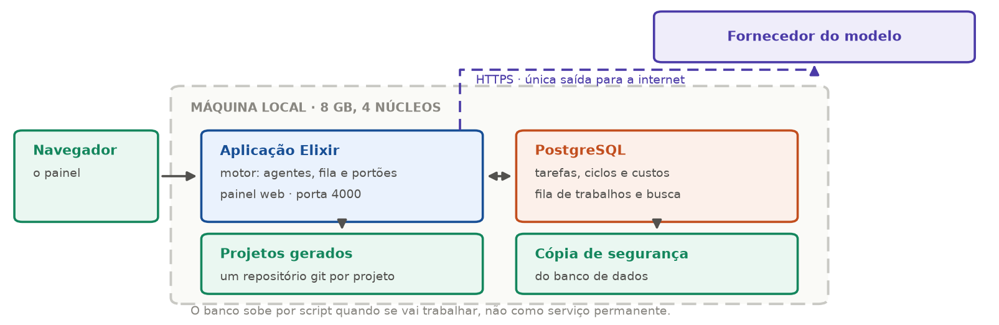 Fornecedor do modelo
HTTPS · única saída para a internet
MÁQUINA LOCAL · 8 GB, 4 NÚCLEOS
Navegador
o painel
Aplicação Elixir
motor: agentes, fila e portões
painel web · porta 4000
PostgreSQL
tarefas, ciclos e custos
fila de trabalhos e busca
Projetos gerados
um repositório git por projeto
Cópia de segurança
do banco de dados
O banco sobe por script quando se vai trabalhar, não como serviço permanente.